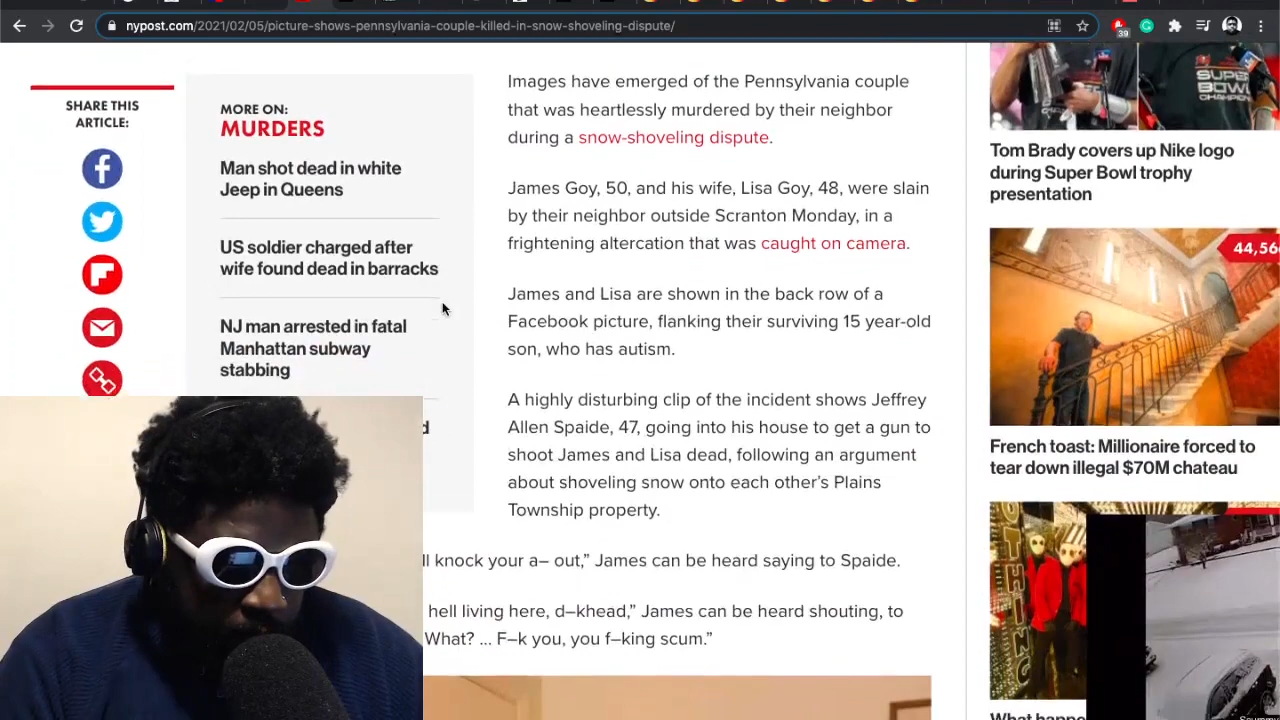 nypost.com/2021/02/05/picture-shows-pennsylvania-couple-killed-in-snow-shoveling-dispute/
39
SHARE THIS
ARTICLE:
MORE ON:
MURDERS
Man shot dead in white
Jeep in Queens
US soldier charged after
wife found dead in barracks
NJ man arrested in fatal
Manhattan subway
stabbing
d
Images have emerged of the Pennsylvania couple
that was heartlessly murdered by their neighbor
during a snow-shoveling dispute.
James Goy, 50, and his wife, Lisa Goy, 48, were slain
by their neighbor outside Scranton Monday, in a
frightening altercation that was caught on camera.
James and Lisa are shown in the back row of a
Facebook picture, flanking their surviving 15 year-old
son, who has autism.
A highly disturbing clip of the incident shows Jeffrey
Allen Spaide, 47, going into his house to get a gun to
shoot James and Lisa dead, following an argument
about shoveling snow onto each other’s Plains
Township property.
ll knock your a– out,” James can be heard saying to Spaide.
hell living here, d–khead,” James can be heard shouting, to
What? ... F–k you, you f–king scum.”
SUPER
BOWL
CHAMPIONS
Tom Brady covers up Nike logo
during Super Bowl trophy
presentation
44,56
French toast: Millionaire forced to
tear down illegal $70M chateau
OTHING
What happe